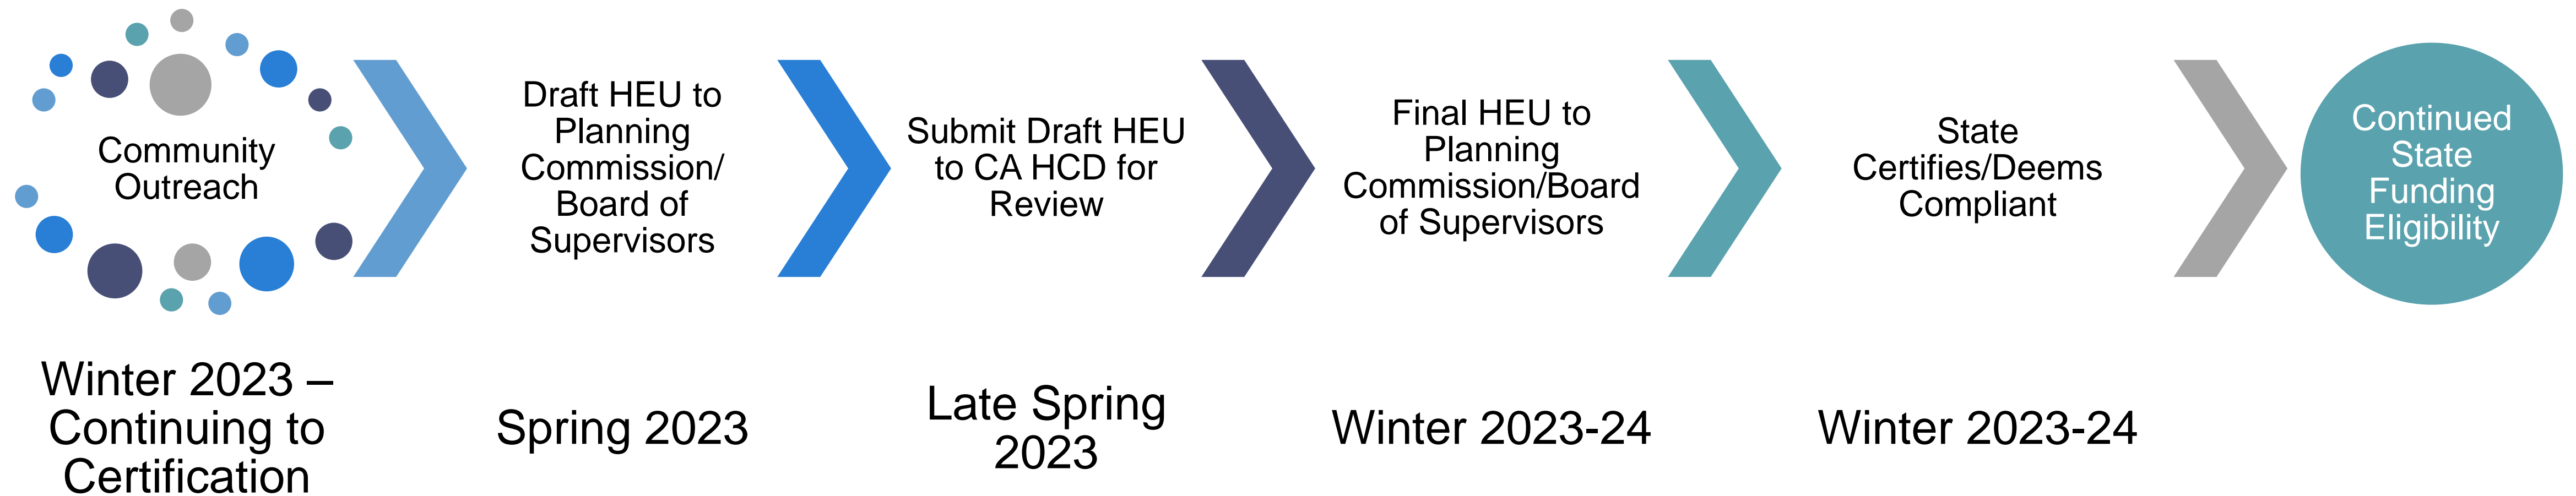 Community
Outreach
Draft HEU to
Planning
Commission/
Board of
Supervisors
Submit Draft HEU
to CA HCD for
Review
Final HEU to
Planning
Commission/Board
of Supervisors
State
Certifies/Deems
Compliant
Continued
State
Funding
Eligibility
Winter 2023 –
Continuing to
Certification
Spring 2023
Late Spring
2023
Winter 2023-24
Winter 2023-24